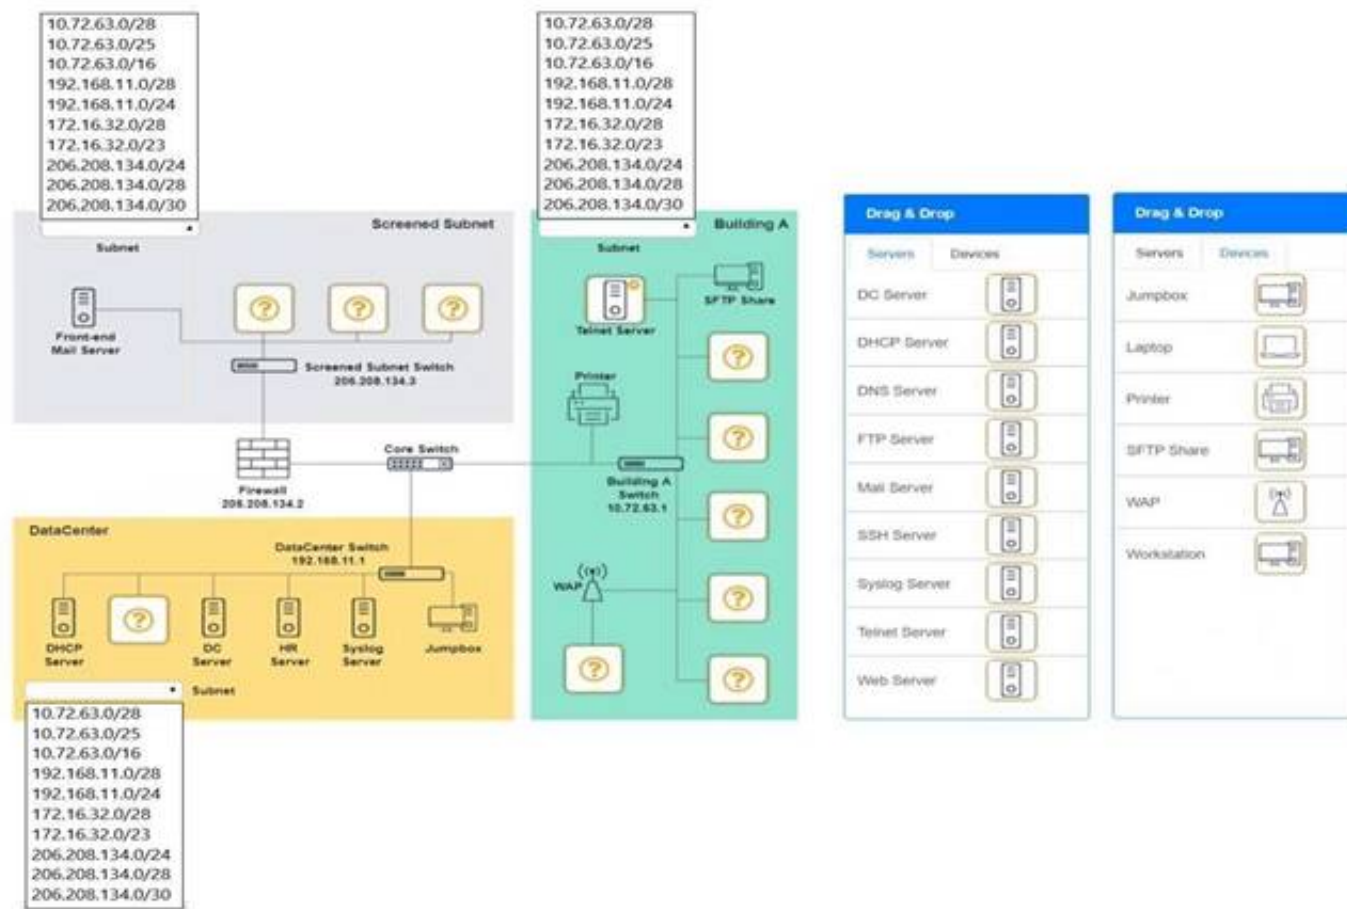 10.72.63.0/28
10.72.63.0/25
10.72.63.0/16
192.168.11.0/28
192.168.11.0/24
172.16.32.0/28
172.16.32.0/23
206.208.134.0/24
206.208.134.0/28
206.208.134.0/30
Subnet
Screened Subnet
Front-end
Mail Server
?
?
?
Screened Subnet Switch
206.208.134.3
Firewall
206.208.134.2
Core Switch
10.72.63.0/28
10.72.63.0/25
10.72.63.0/16
192.168.11.0/28
192.168.11.0/24
172.16.32.0/28
172.16.32.0/23
206.208.134.0/24
206.208.134.0/28
206.208.134.0/30
Subnet
Building A
Telnet Server
SFTP Share
Printer
?
?
Building A
Switch
10.72.63.1
?
WAP
?
?
?
DataCenter
DataCenter Switch
192.168.11.1
DHCP
Server
?
DC
Server
HR
Server
Syslog
Server
Jumpbox
Subnet
10.72.63.0/28
10.72.63.0/25
10.72.63.0/16
192.168.11.0/28
192.168.11.0/24
172.16.32.0/28
172.16.32.0/23
206.208.134.0/24
206.208.134.0/28
206.208.134.0/30
Drag & Drop
Servers Devices
DC Server
DHCP Server
DNS Server
FTP Server
Mail Server
SSH Server
Syslog Server
Telnet Server
Web Server
Drag & Drop
Servers Devices
Jumpbox
Laptop
Printer
SFTP Share
WAP
Workstation